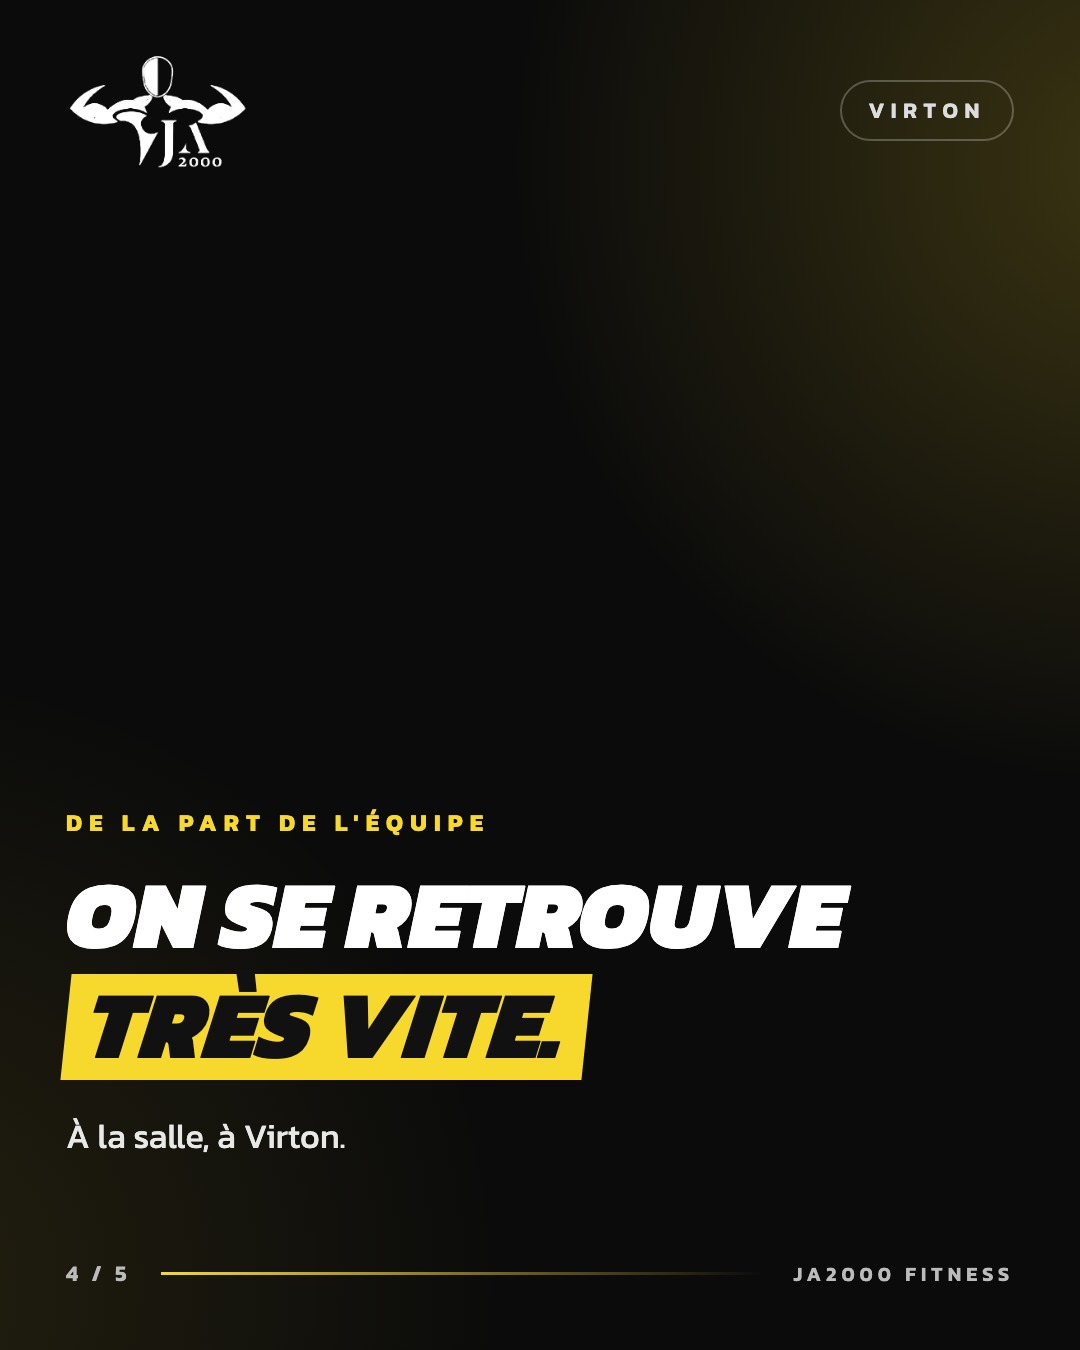 JA
2000
VIRTON
DE LA PART DE L'ÉQUIPE
ON SE RETROUVE
TRÈS VITE.
À la salle, à Virton.
4 / 5
JA2000 FITNESS